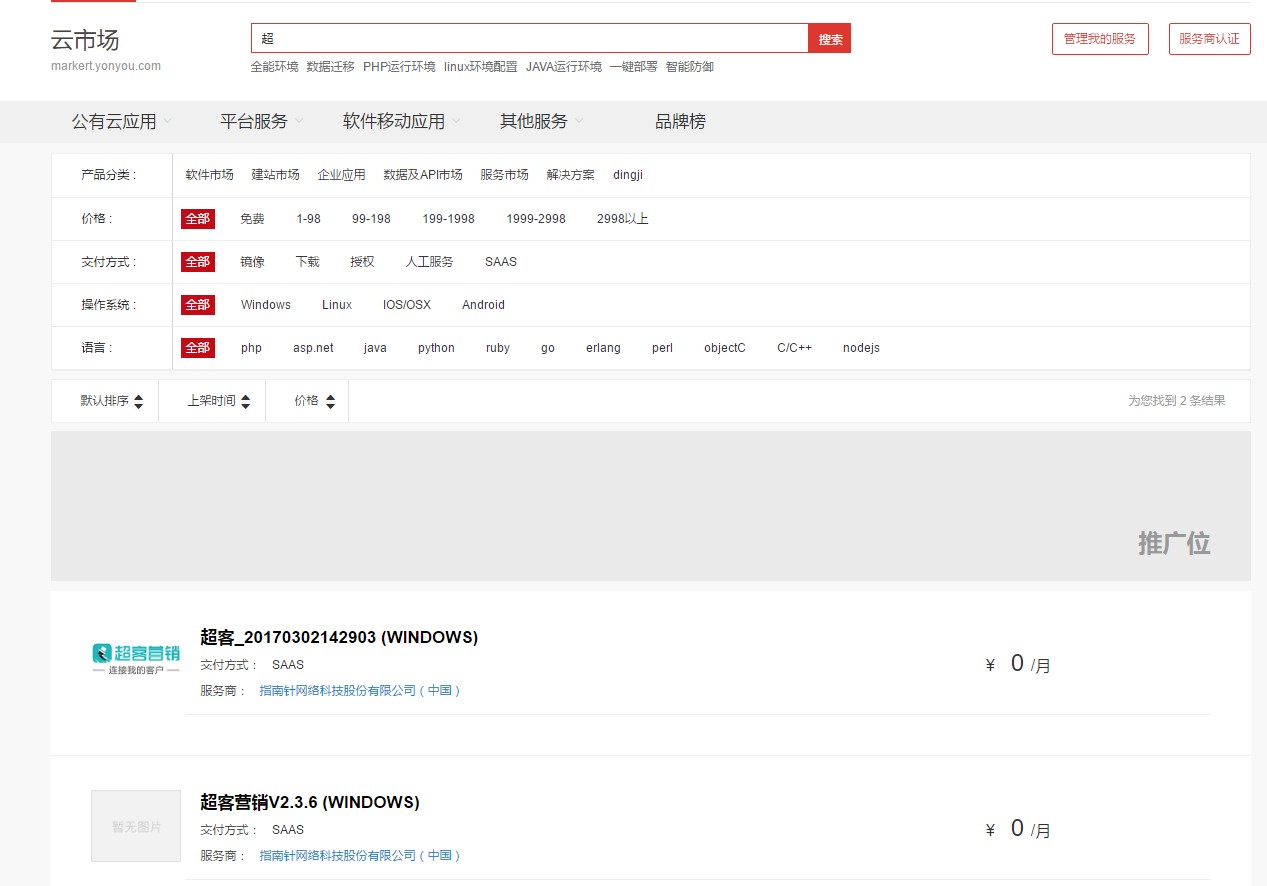 云市场
markert.yonyou.com
超
搜索
管理我的服务
服务商认证
全能环境 数据迁移 PHP运行环境 linux环境配置 JAVA运行环境 一键部署 智能防御
公有云应用 平台服务 软件移动应用 其他服务 品牌榜
产品分类： 软件市场 建站市场 企业应用 数据及API市场 服务市场 解决方案 dingji
价格： 全部 免费 1-98 99-198 199-1998 1999-2998 2998以上
交付方式： 全部 镜像 下载 授权 人工服务 SAAS
操作系统： 全部 Windows Linux IOS/OSX Android
语言： 全部 php asp.net java python ruby go erlang perl objectC C/C++ nodejs
默认排序 上架时间 价格 为您找到 2 条结果
推广位
超客营销
连接我的客户
超客_20170302142903 (WINDOWS)
交付方式： SAAS
服务商： 指南针网络科技股份有限公司（中国）
¥ 0 /月
暂无图片
超客营销V2.3.6 (WINDOWS)
交付方式： SAAS
服务商： 指南针网络科技股份有限公司（中国）
¥ 0 /月